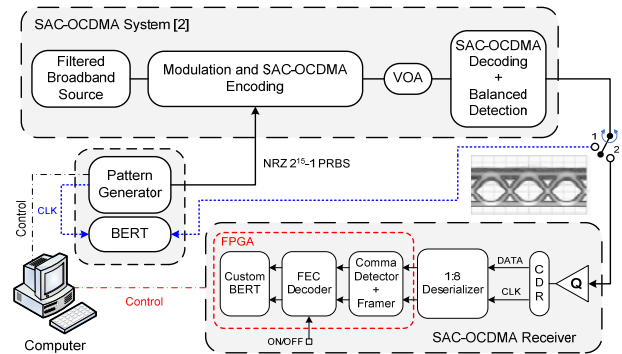 SAC-OCDMA System [2]
Filtered
Broadband
Source
Modulation and SAC-OCDMA
Encoding
VOA
SAC-OCDMA
Decoding
+
Balanced
Detection
1
2
NRZ 2¹⁵-1 PRBS
Pattern
Generator
CLK
BERT
Control
Computer
Control
FPGA
Custom
BERT
FEC
Decoder
Comma
Detector
+
Framer
1:8
Deserializer
DATA
CLK
C
D
R
Q
ON/OFF
SAC-OCDMA Receiver